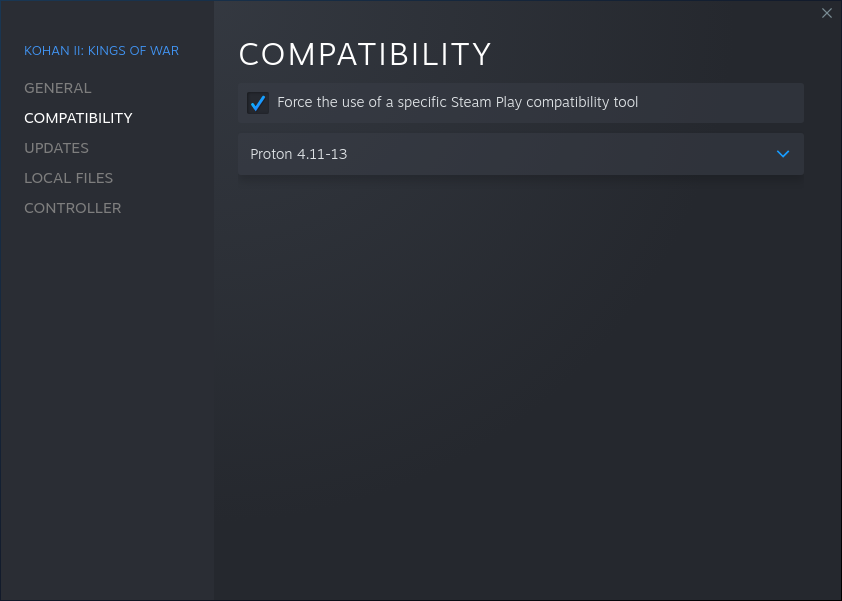 KOHAN II: KINGS OF WAR
GENERAL
COMPATIBILITY
UPDATES
LOCAL FILES
CONTROLLER
COMPATIBILITY
Force the use of a specific Steam Play compatibility tool
Proton 4.11-13